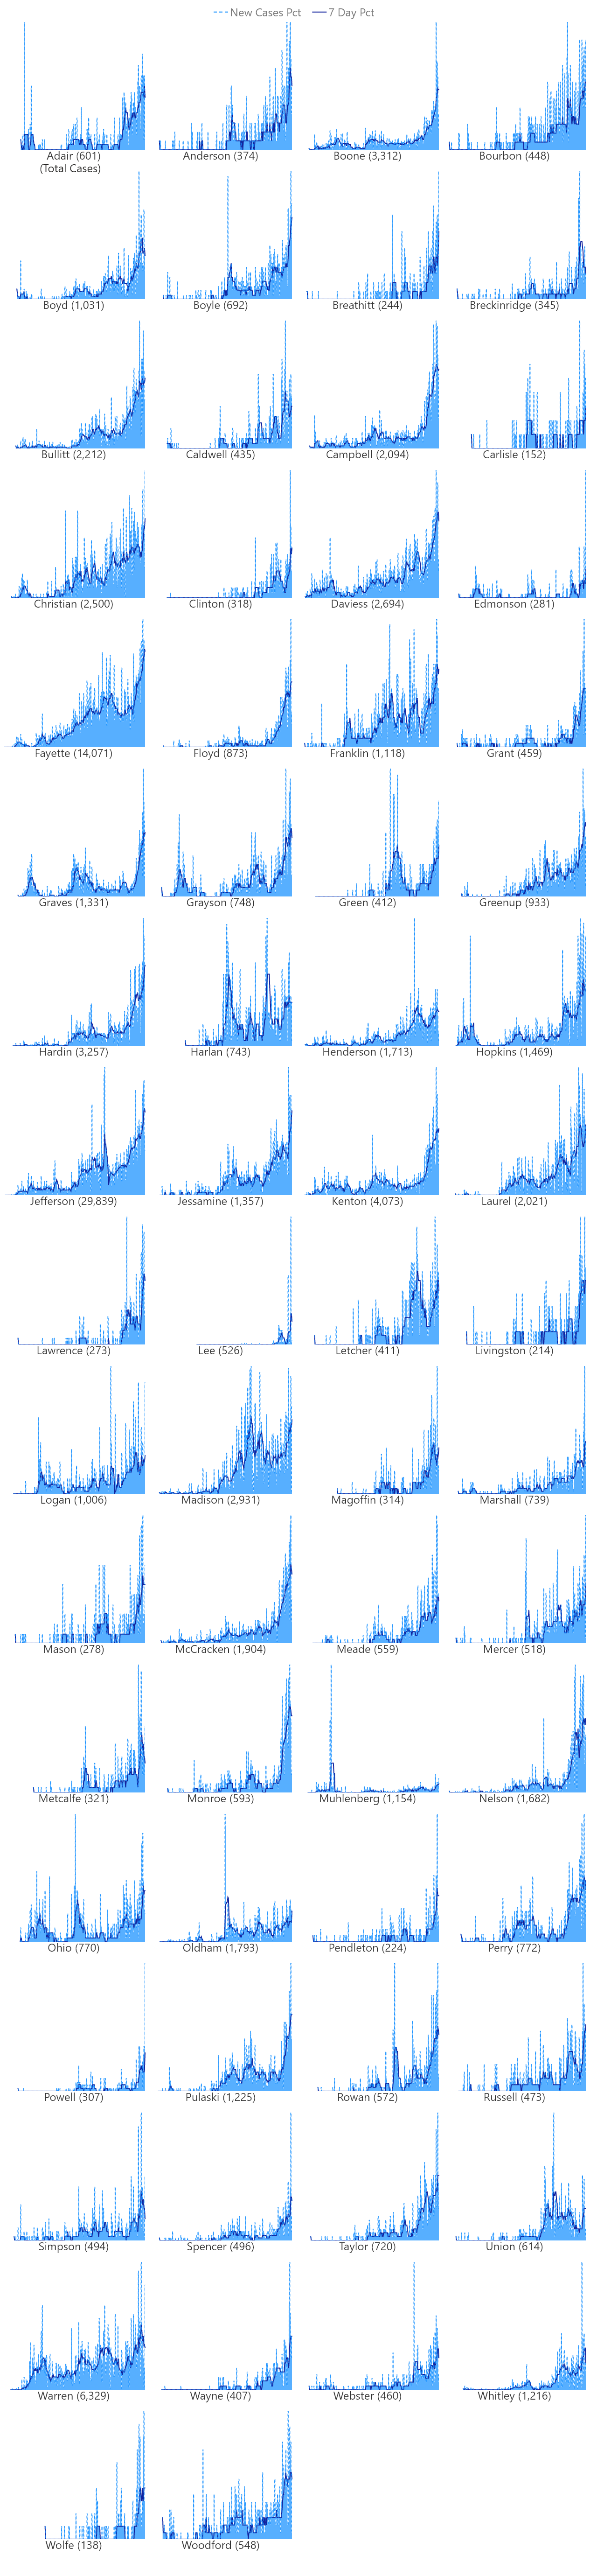 New Cases Pct 7 Day Pct
Adair (601) Anderson (374) Boone (3,312) Bourbon (448)
(Total Cases)
Boyd (1,031) Boyle (692) Breathitt (244) Breckinridge (345)
Bullitt (2,212) Caldwell (435) Campbell (2,094) Carlisle (152)
Christian (2,500) Clinton (318) Daviess (2,694) Edmonson (281)
Fayette (14,071) Floyd (873) Franklin (1,118) Grant (459)
Graves (1,331) Grayson (748) Green (412) Greenup (933)
Hardin (3,257) Harlan (743) Henderson (1,713) Hopkins (1,469)
Jefferson (29,839) Jessamine (1,357) Kenton (4,073) Laurel (2,021)
Lawrence (273) Lee (526) Letcher (411) Livingston (214)
Logan (1,006) Madison (2,931) Magoffin (314) Marshall (739)
Mason (278) McCracken (1,904) Meade (559) Mercer (518)
Metcalfe (321) Monroe (593) Muhlenberg (1,154) Nelson (1,682)
Ohio (770) Oldham (1,793) Pendleton (224) Perry (772)
Powell (307) Pulaski (1,225) Rowan (572) Russell (473)
Simpson (494) Spencer (496) Taylor (720) Union (614)
Warren (6,329) Wayne (407) Webster (460) Whitley (1,216)
Wolfe (138) Woodford (548)